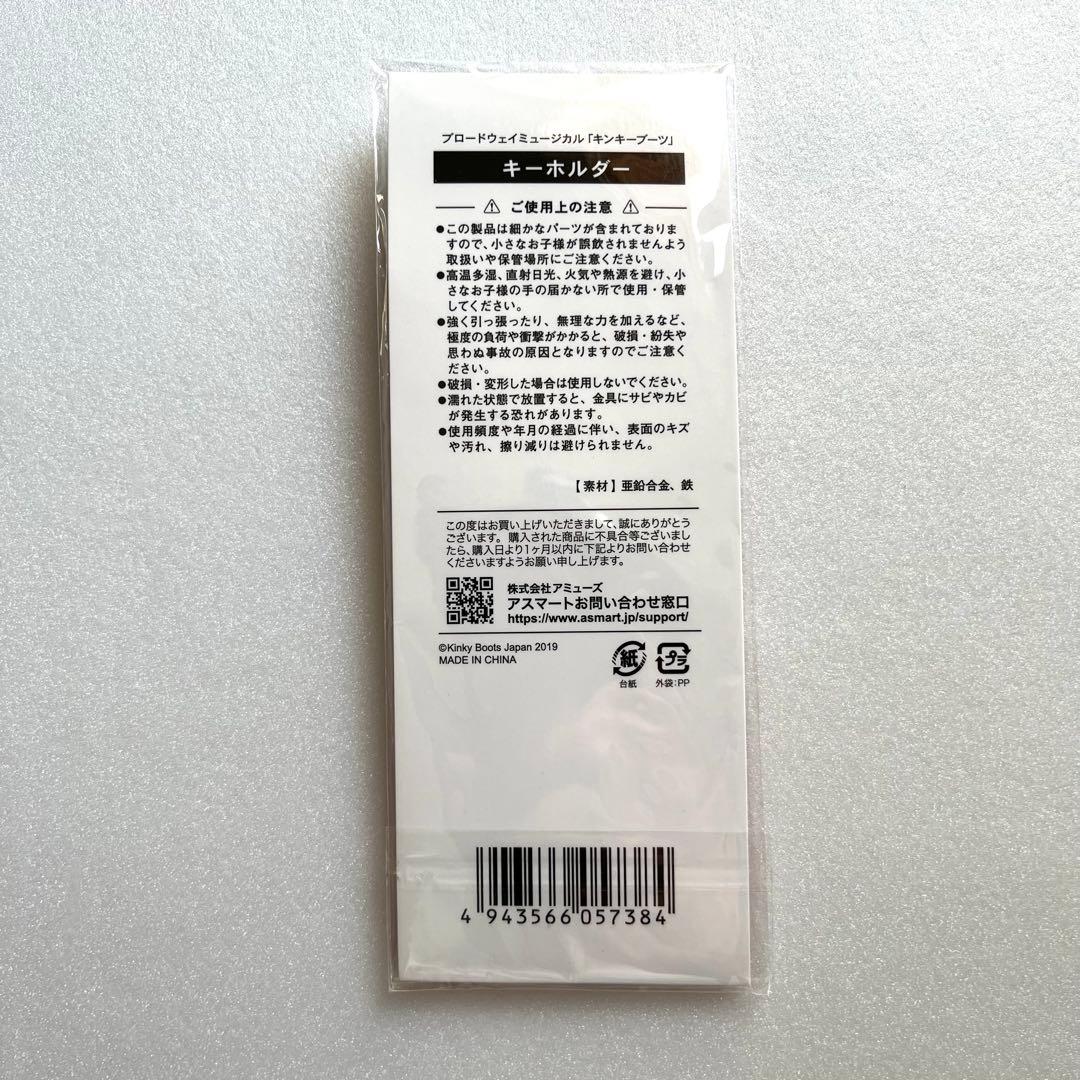 ブロードウェイミュージカル「キンキーブーツ」
キーホルダー
ご使用上の注意
●この製品は細かなパーツが含まれておりま
すので、小さなお子様が誤飲されませんよう
取扱いや保管場所にご注意ください。
●高温多湿、直射日光、火気や熱源を避け、小
さなお子様の手の届かない所で使用・保管
してください。
●強く引っ張ったり、無理な力を加えるなど、
極度の負荷や衝撃がかかると、破損・紛失や
思わぬ事故の原因となりますのでご注意く
ださい。
●破損・変形した場合は使用しないでください。
●濡れた状態で放置すると、金具にサビやカビ
が発生する恐れがあります。
●使用頻度や年月の経過に伴い、表面のキズ
や汚れ、擦り減りは避けられません。
【素材】亜鉛合金、鉄
この度はお買い上げいただきまして、誠にありがとう
ございます。購入された商品に不具合等ございまし
たら、購入日より1ヶ月以内に下記よりお問い合わせ
くださいますようお願い申し上げます。
株式会社アミューズ
アスマートお問い合わせ窓口
https://www.asmart.jp/support/
©Kinky Boots Japan 2019
MADE IN CHINA
紙
台紙
プラ
外袋:PP
4 943566 057384